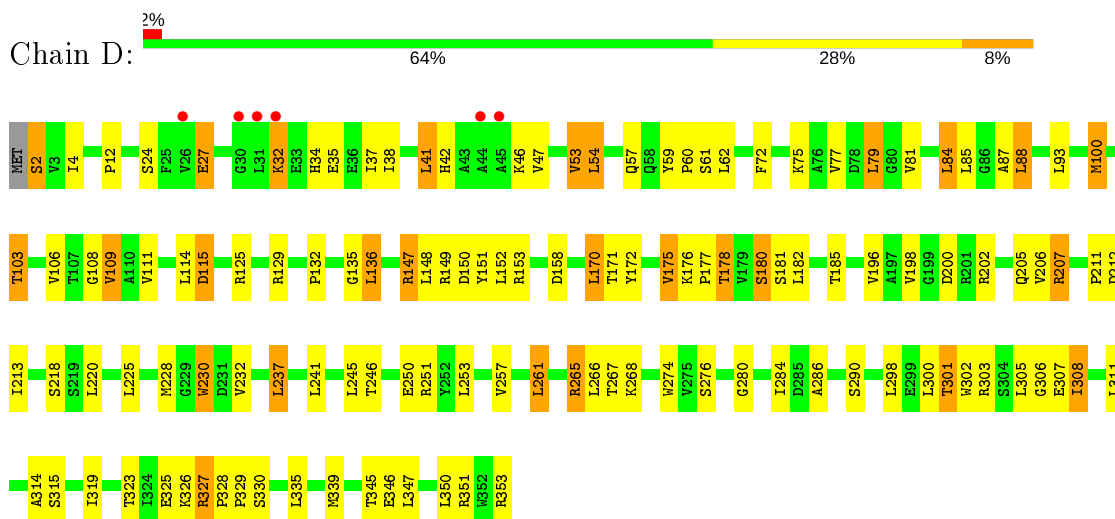 2%
Chain D:
64% 28% 8%
MET S2 V3 I4 P12 S24 F25 V26 E27 G30 L31 K32 E33 H34 E35 E36 I37 I38 L41 H42 A43 A44 A45 K46 V47 V53 L54 Q57 Q58 Y59 P60 S61 L62 F72 K75 A76 V77 D78 L79 G80 V81 L84 L85 G86 A87 L88 L93 M100
T103 V106 T107 G108 V109 A110 V111 L114 D115 R125 R129 P132 G135 L136 R147 L148 R149 D150 Y151 L152 R153 D158 L170 T171 Y172 V175 K176 P177 T178 V179 S180 S181 L182 T185 V196 A197 V198 G199 D200 R201 R202 Q205 V206 R207 P211
I213 S218 S219 L220 L225 M228 G229 W230 D231 V232 L237 L241 L245 T246 E250 R251 Y252 L253 V257 L261 R265 L266 T267 K268 W274 V275 S276 G280 I284 D285 A286 S290 L298 E299 L300 T301 W302 R303 S304 L305 G306 E307 I308
A314 S315 I319 T323 I324 E325 K326 R327 P328 P329 S330 L335 M339 T345 E346 L347 L350 R351 W352 R353